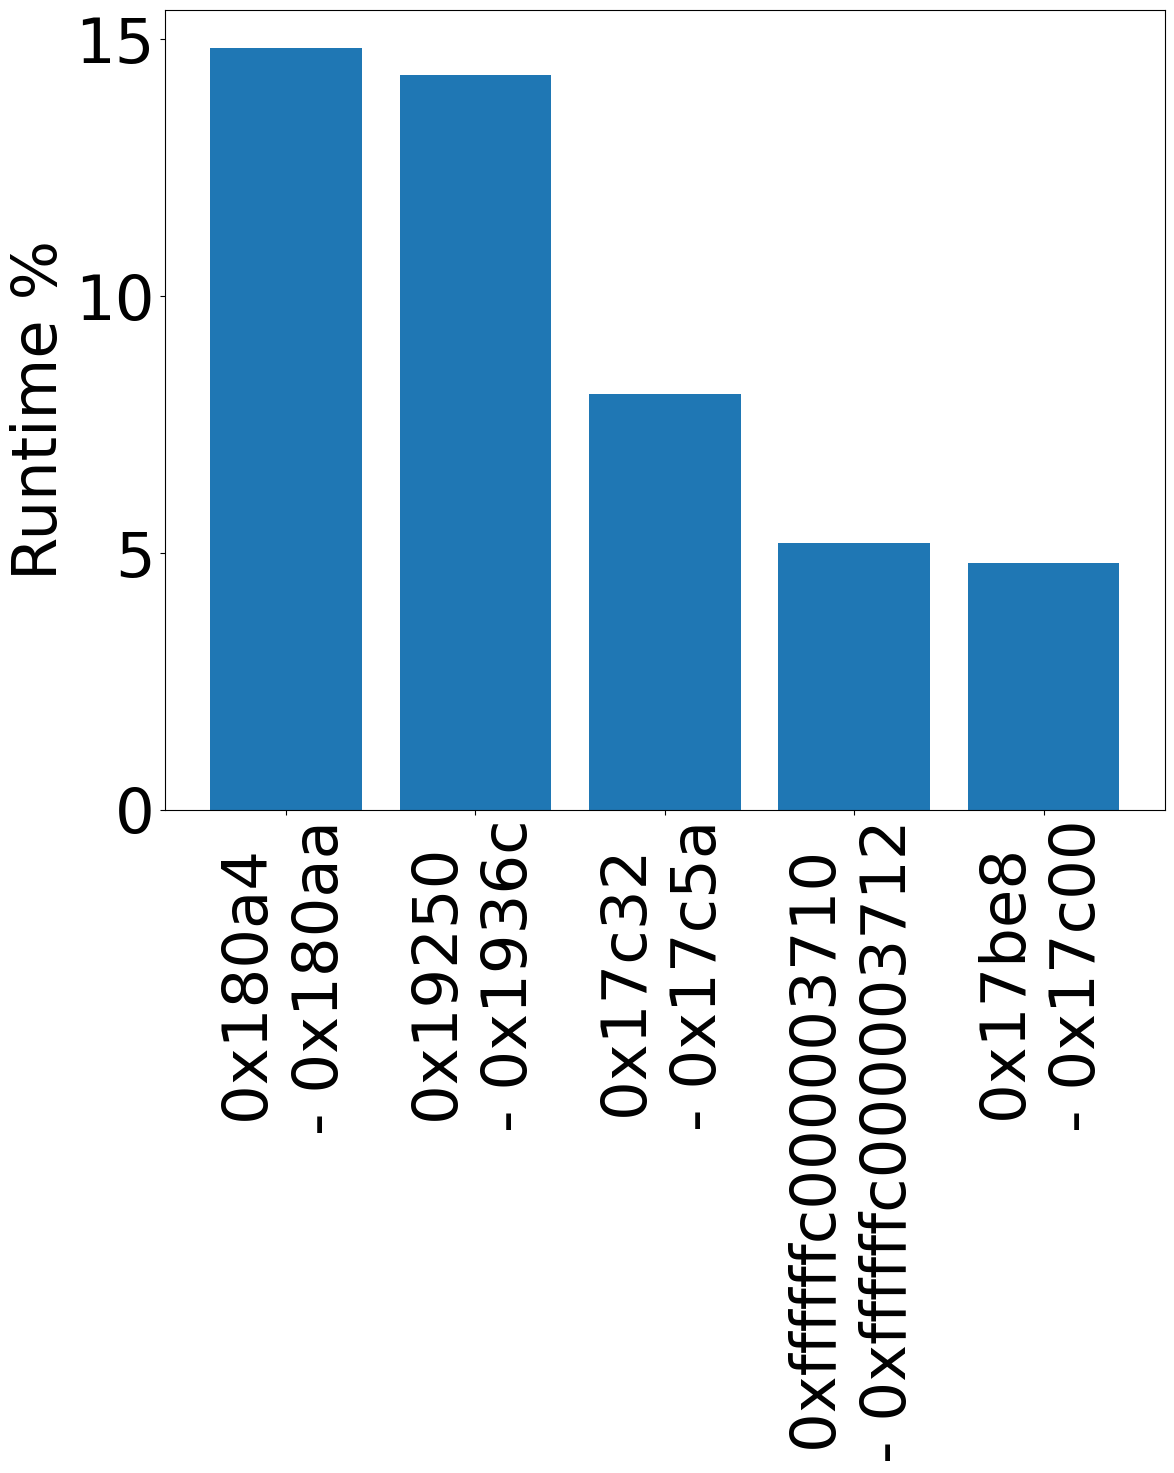 15
10
5
0
Runtime %
0x180a4
- 0x180aa
0x19250
- 0x1936c
0x17c32
- 0x17c5a
0xffffffc000003710
- 0xffffffc000003712
0x17be8
- 0x17c00